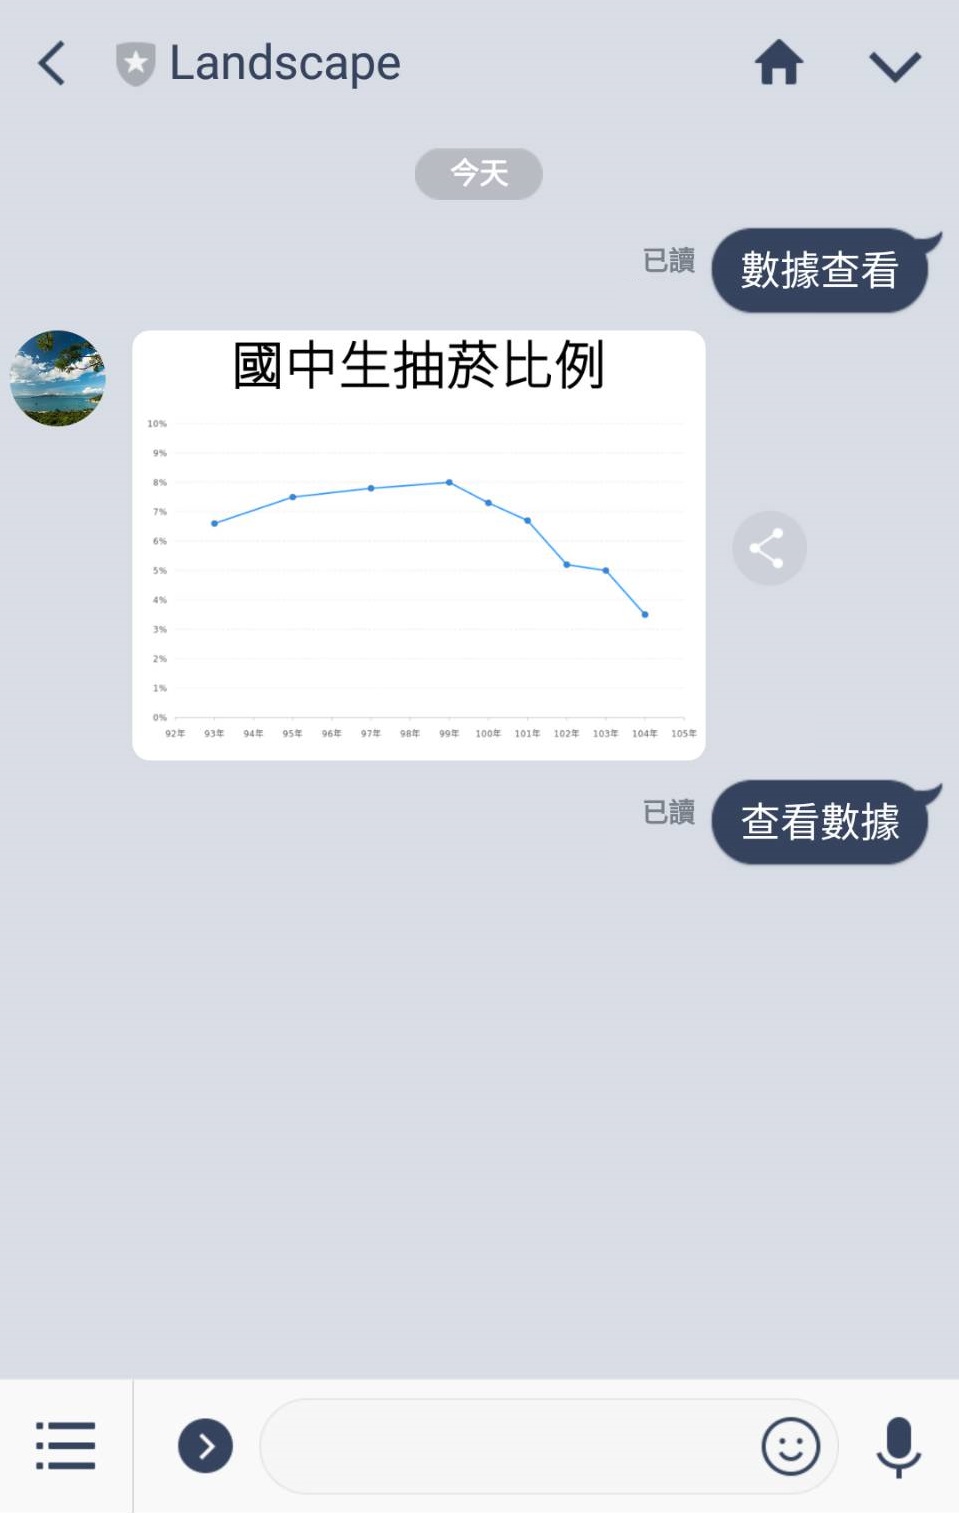 Landscape
今天
已讀
數據查看
國中生抽菸比例
10%
9%
8%
7%
6%
5%
4%
3%
2%
1%
0%
92年 93年 94年 95年 96年 97年 98年 99年 100年 101年 102年 103年 104年 105年
已讀
查看數據